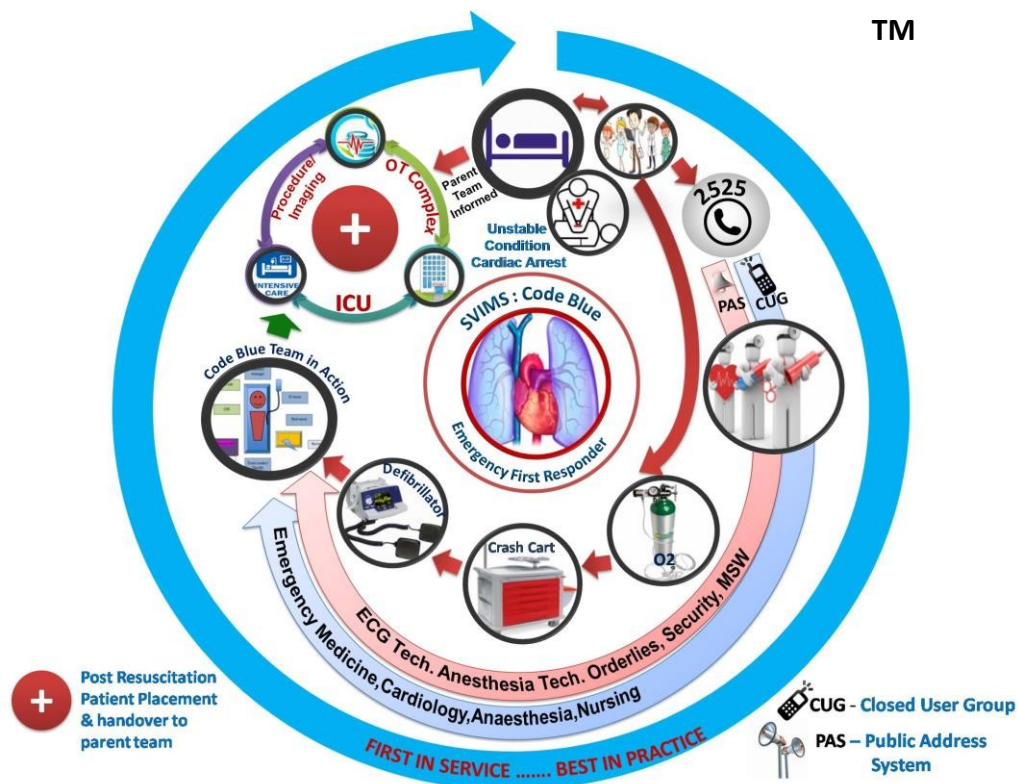 TM
Procedure/
Imaging
OT Complex
ICU
INTENSIVE
CARE
Parent
Team
Informed
2525
Unstable
Condition
Cardiac Arrest
PAS
CUG
SVIMS : Code Blue
Emergency First Responder
Code Blue Team in Action
Defibrillator
Crash Cart
O2
ECG Tech. Anesthesia Tech. Orderlies, Security, MSW
Emergency Medicine,Cardiology,Anaesthesia,Nursing
FIRST IN SERVICE ....... BEST IN PRACTICE
Post Resuscitation
Patient Placement
& handover to
parent team
CUG - Closed User Group
PAS – Public Address
System